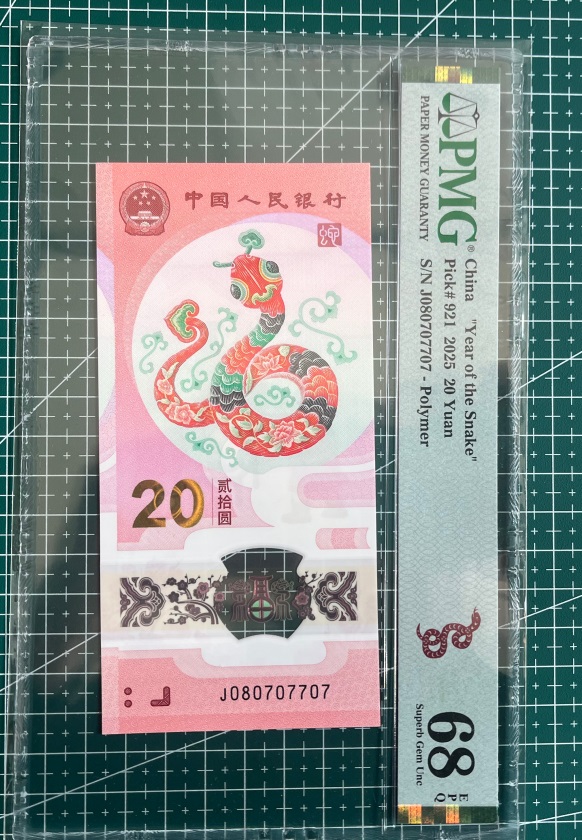 中国人民银行
20
贰拾圆
J080707707
PMG®
PAPER MONEY GUARANTY
China "Year of the Snake"
Pick# 921 2025 20 Yuan
S/N J080707707 - Polymer
68
EPQ
Superb Gem Unc